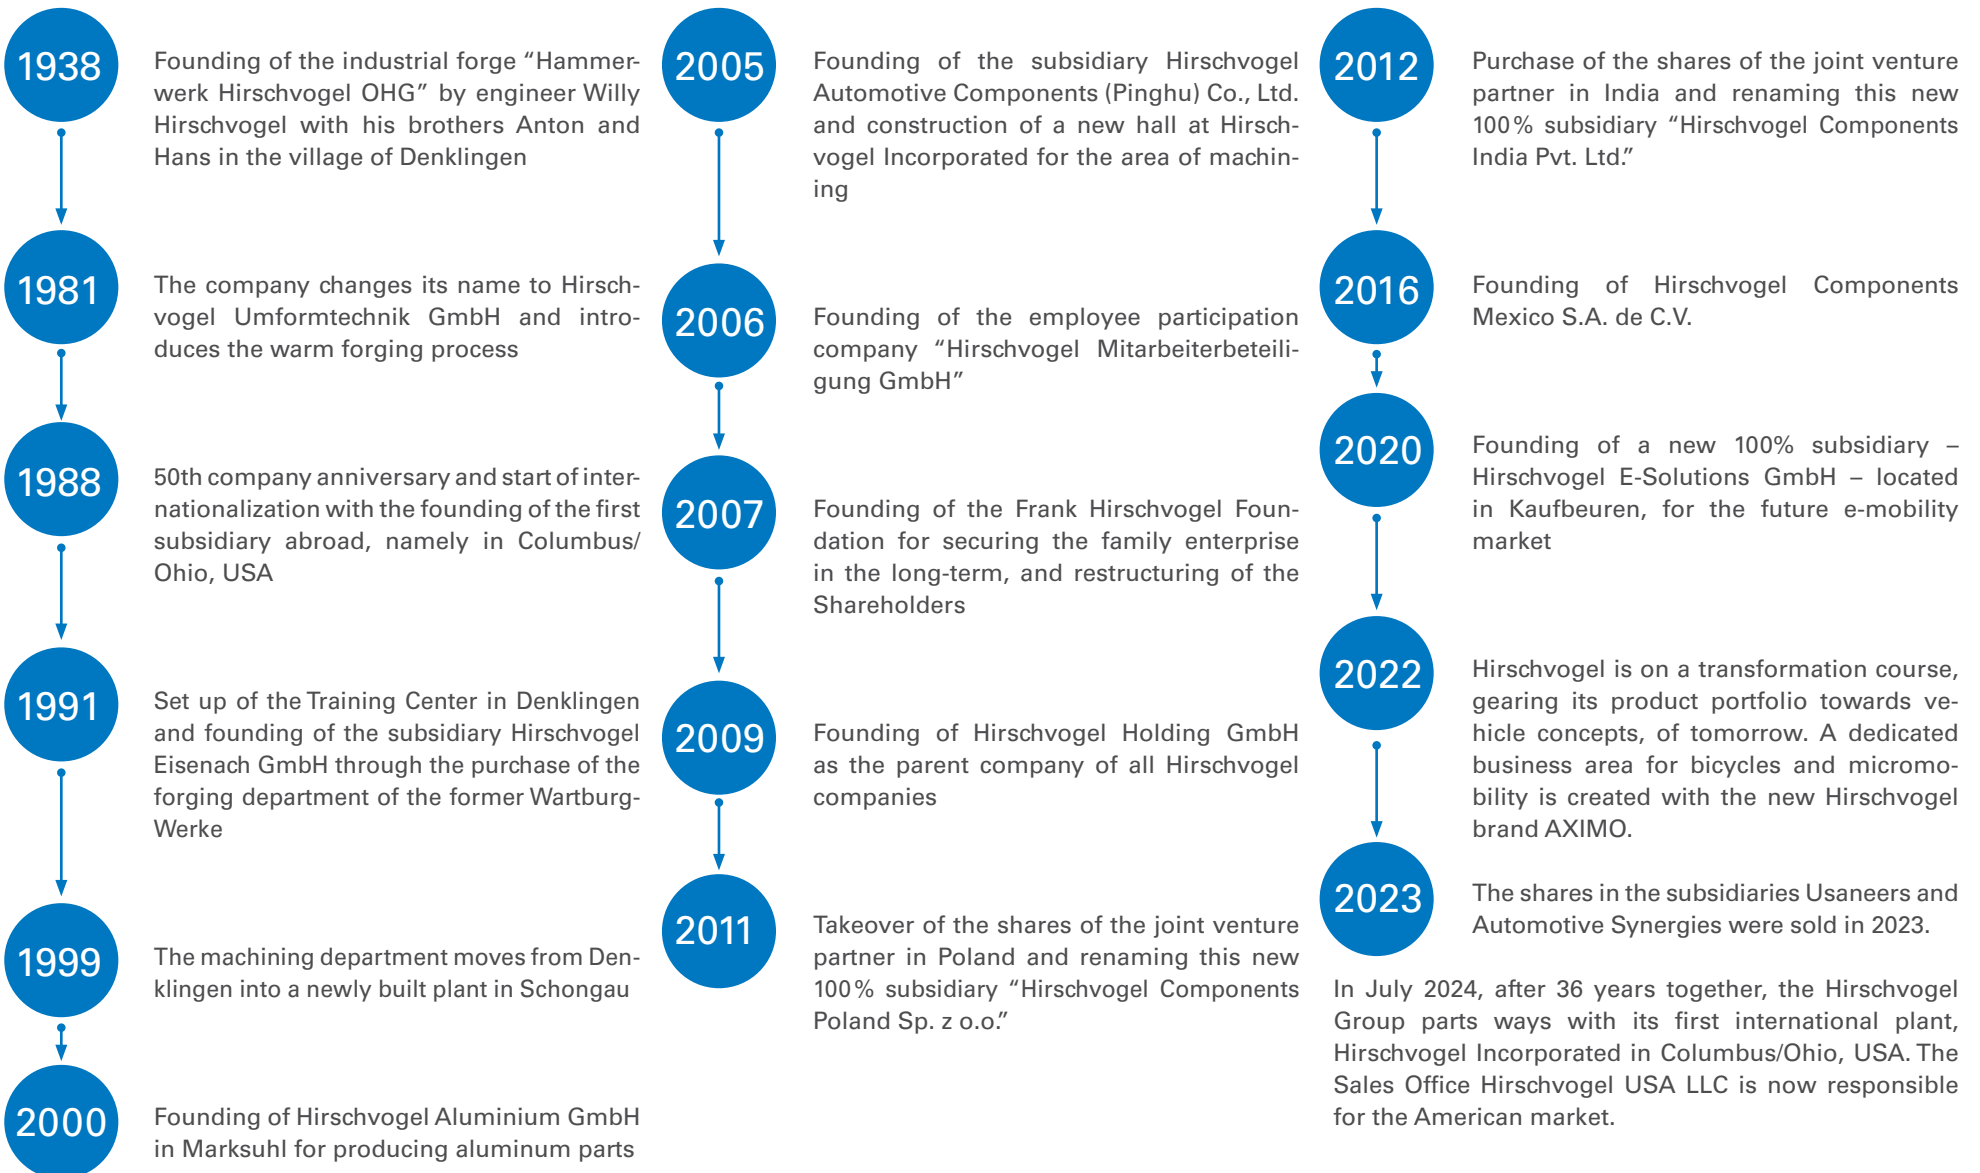 1938
Founding of the industrial forge “Hammer-
werk Hirschvogel OHG” by engineer Willy
Hirschvogel with his brothers Anton and
Hans in the village of Denklingen
1981
The company changes its name to Hirsch-
vogel Umformtechnik GmbH and intro-
duces the warm forging process
1988
50th company anniversary and start of inter-
nationalization with the founding of the first
subsidiary abroad, namely in Columbus/
Ohio, USA
1991
Set up of the Training Center in Denklingen
and founding of the subsidiary Hirschvogel
Eisenach GmbH through the purchase of the
forging department of the former Wartburg-
Werke
1999
The machining department moves from Den-
klingen into a newly built plant in Schongau
2000
Founding of Hirschvogel Aluminium GmbH
in Marksuhl for producing aluminum parts
2005
Founding of the subsidiary Hirschvogel
Automotive Components (Pinghu) Co., Ltd.
and construction of a new hall at Hirsch-
vogel Incorporated for the area of machin-
ing
2006
Founding of the employee participation
company “Hirschvogel Mitarbeiterbeteili-
gung GmbH”
2007
Founding of the Frank Hirschvogel Foun-
dation for securing the family enterprise
in the long-term, and restructuring of the
Shareholders
2009
Founding of Hirschvogel Holding GmbH
as the parent company of all Hirschvogel
companies
2011
Takeover of the shares of the joint venture
partner in Poland and renaming this new
100% subsidiary “Hirschvogel Components
Poland Sp. z o.o.”
2012
Purchase of the shares of the joint venture
partner in India and renaming this new
100% subsidiary “Hirschvogel Components
India Pvt. Ltd.”
2016
Founding of Hirschvogel Components
Mexico S.A. de C.V.
2020
Founding of a new 100% subsidiary –
Hirschvogel E-Solutions GmbH – located
in Kaufbeuren, for the future e-mobility
market
2022
Hirschvogel is on a transformation course,
gearing its product portfolio towards ve-
hicle concepts, of tomorrow. A dedicated
business area for bicycles and micromo-
bility is created with the new Hirschvogel
brand AXIMO.
2023
The shares in the subsidiaries Usaneers and
Automotive Synergies were sold in 2023.
In July 2024, after 36 years together, the Hirschvogel
Group parts ways with its first international plant,
Hirschvogel Incorporated in Columbus/Ohio, USA. The
Sales Office Hirschvogel USA LLC is now responsible
for the American market.